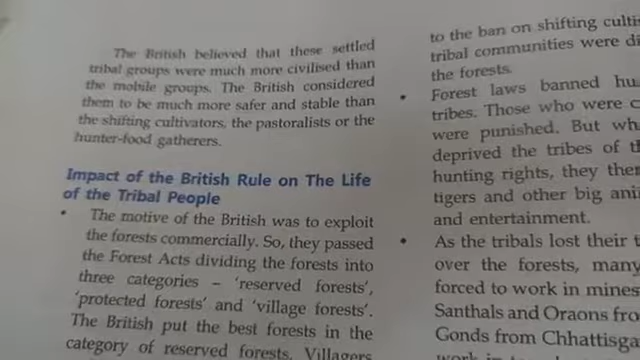 The British believed that these settled
tribal groups were much more civilised than
the mobile groups. The British considered
them to be much more safer and stable than
the shifting cultivators, the pastoralists or the
hunter-food gatherers.
Impact of the British Rule on The Life
of the Tribal People
• The motive of the British was to exploit
the forests commercially. So, they passed
the Forest Acts dividing the forests into
three categories – 'reserved forests',
'protected forests' and 'village forests'.
The British put the best forests in the
category of reserved forests. Villagers
to the ban on shifting
tribal communities were
the forests.
• Forest laws banned
tribes. Those who were
were punished. But
deprived the tribes of
hunting rights, they
tigers and other big
and entertainment.
• As the tribals lost their
over the forests, many
forced to work in mines
Santhals and Oraons
Gonds from
work in